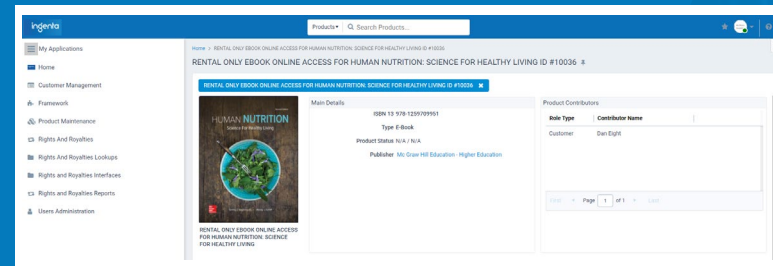 ingenta
Products
Search Products...
My Applications
Home
Customer Management
Framework
Product Maintenance
Rights And Royalties
Rights And Royalties Lookups
Rights and Royalties Interfaces
Rights and Royalties Reports
Users Administration
Home > RENTAL ONLY EBOOK ONLINE ACCESS FOR HUMAN NUTRITION: SCIENCE FOR HEALTHY LIVING ID #10036
RENTAL ONLY EBOOK ONLINE ACCESS FOR HUMAN NUTRITION: SCIENCE FOR HEALTHY LIVING ID #10036
RENTAL ONLY EBOOK ONLINE ACCESS FOR HUMAN NUTRITION: SCIENCE FOR HEALTHY LIVING ID #10036
HUMAN NUTRITION
Science For Healthy Living
RENTAL ONLY EBOOK ONLINE ACCESS
FOR HUMAN NUTRITION: SCIENCE
FOR HEALTHY LIVING
Main Details
ISBN 13 978-1259709951
Type E-Book
Product Status N/A / N/A
Publisher Mc Graw Hill Education - Higher Education
Product Contributors
Role Type Contributor Name
Customer Dan Eight
First Page 1 of 1 Last